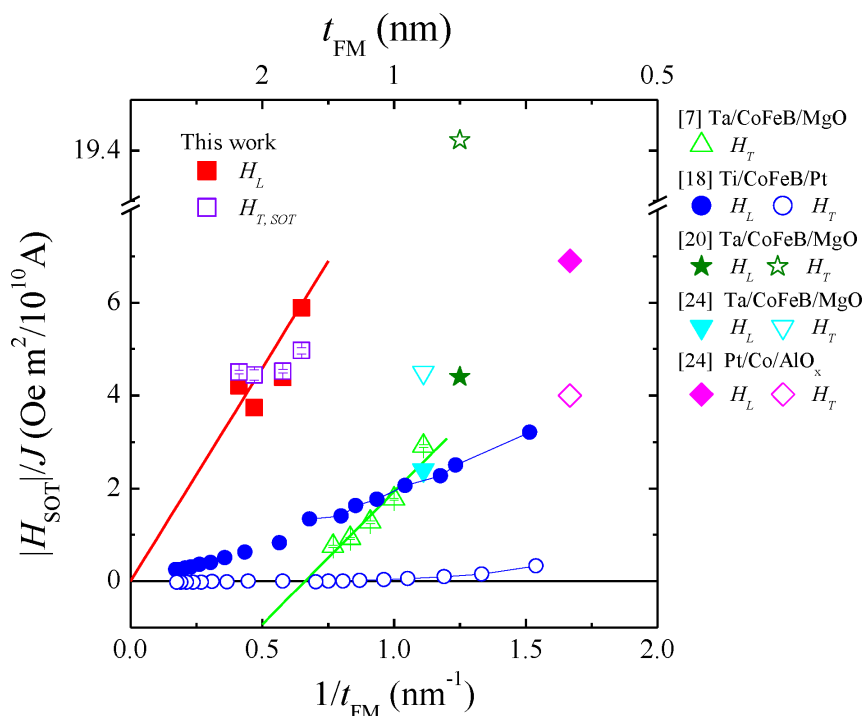 t_FM (nm)
2 1 0.5
19.4
6
4
2
0
|H_SOT|/J (Oe m²/10¹⁰ A)
This work
H_L
H_T, SOT
[7] Ta/CoFeB/MgO
H_T
[18] Ti/CoFeB/Pt
H_L H_T
[20] Ta/CoFeB/MgO
H_L H_T
[24] Ta/CoFeB/MgO
H_L H_T
[24] Pt/Co/AlO_x
H_L H_T
0.0 0.5 1.0 1.5 2.0
1/t_FM (nm⁻¹)